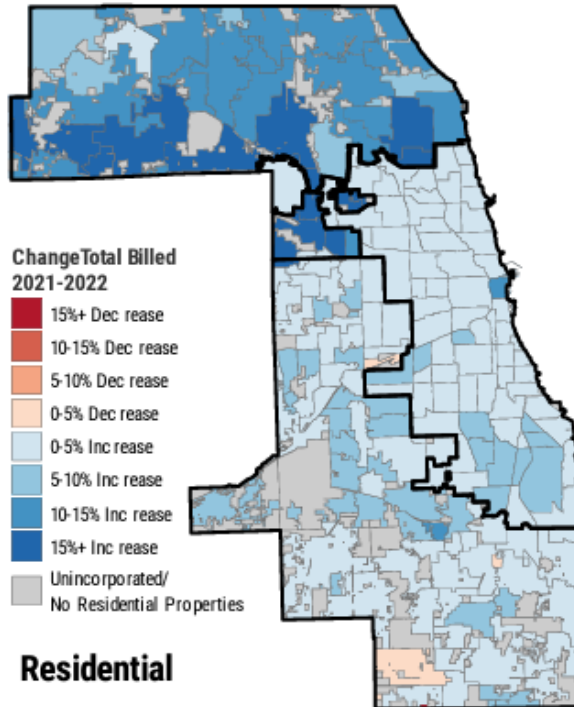 ChangeTotal Billed
2021-2022
15%+ Dec rease
10-15% Dec rease
5-10% Dec rease
0-5% Dec rease
0-5% Inc rease
5-10% Inc rease
10-15% Inc rease
15%+ Inc rease
Unincorporated/
No Residential Properties
Residential